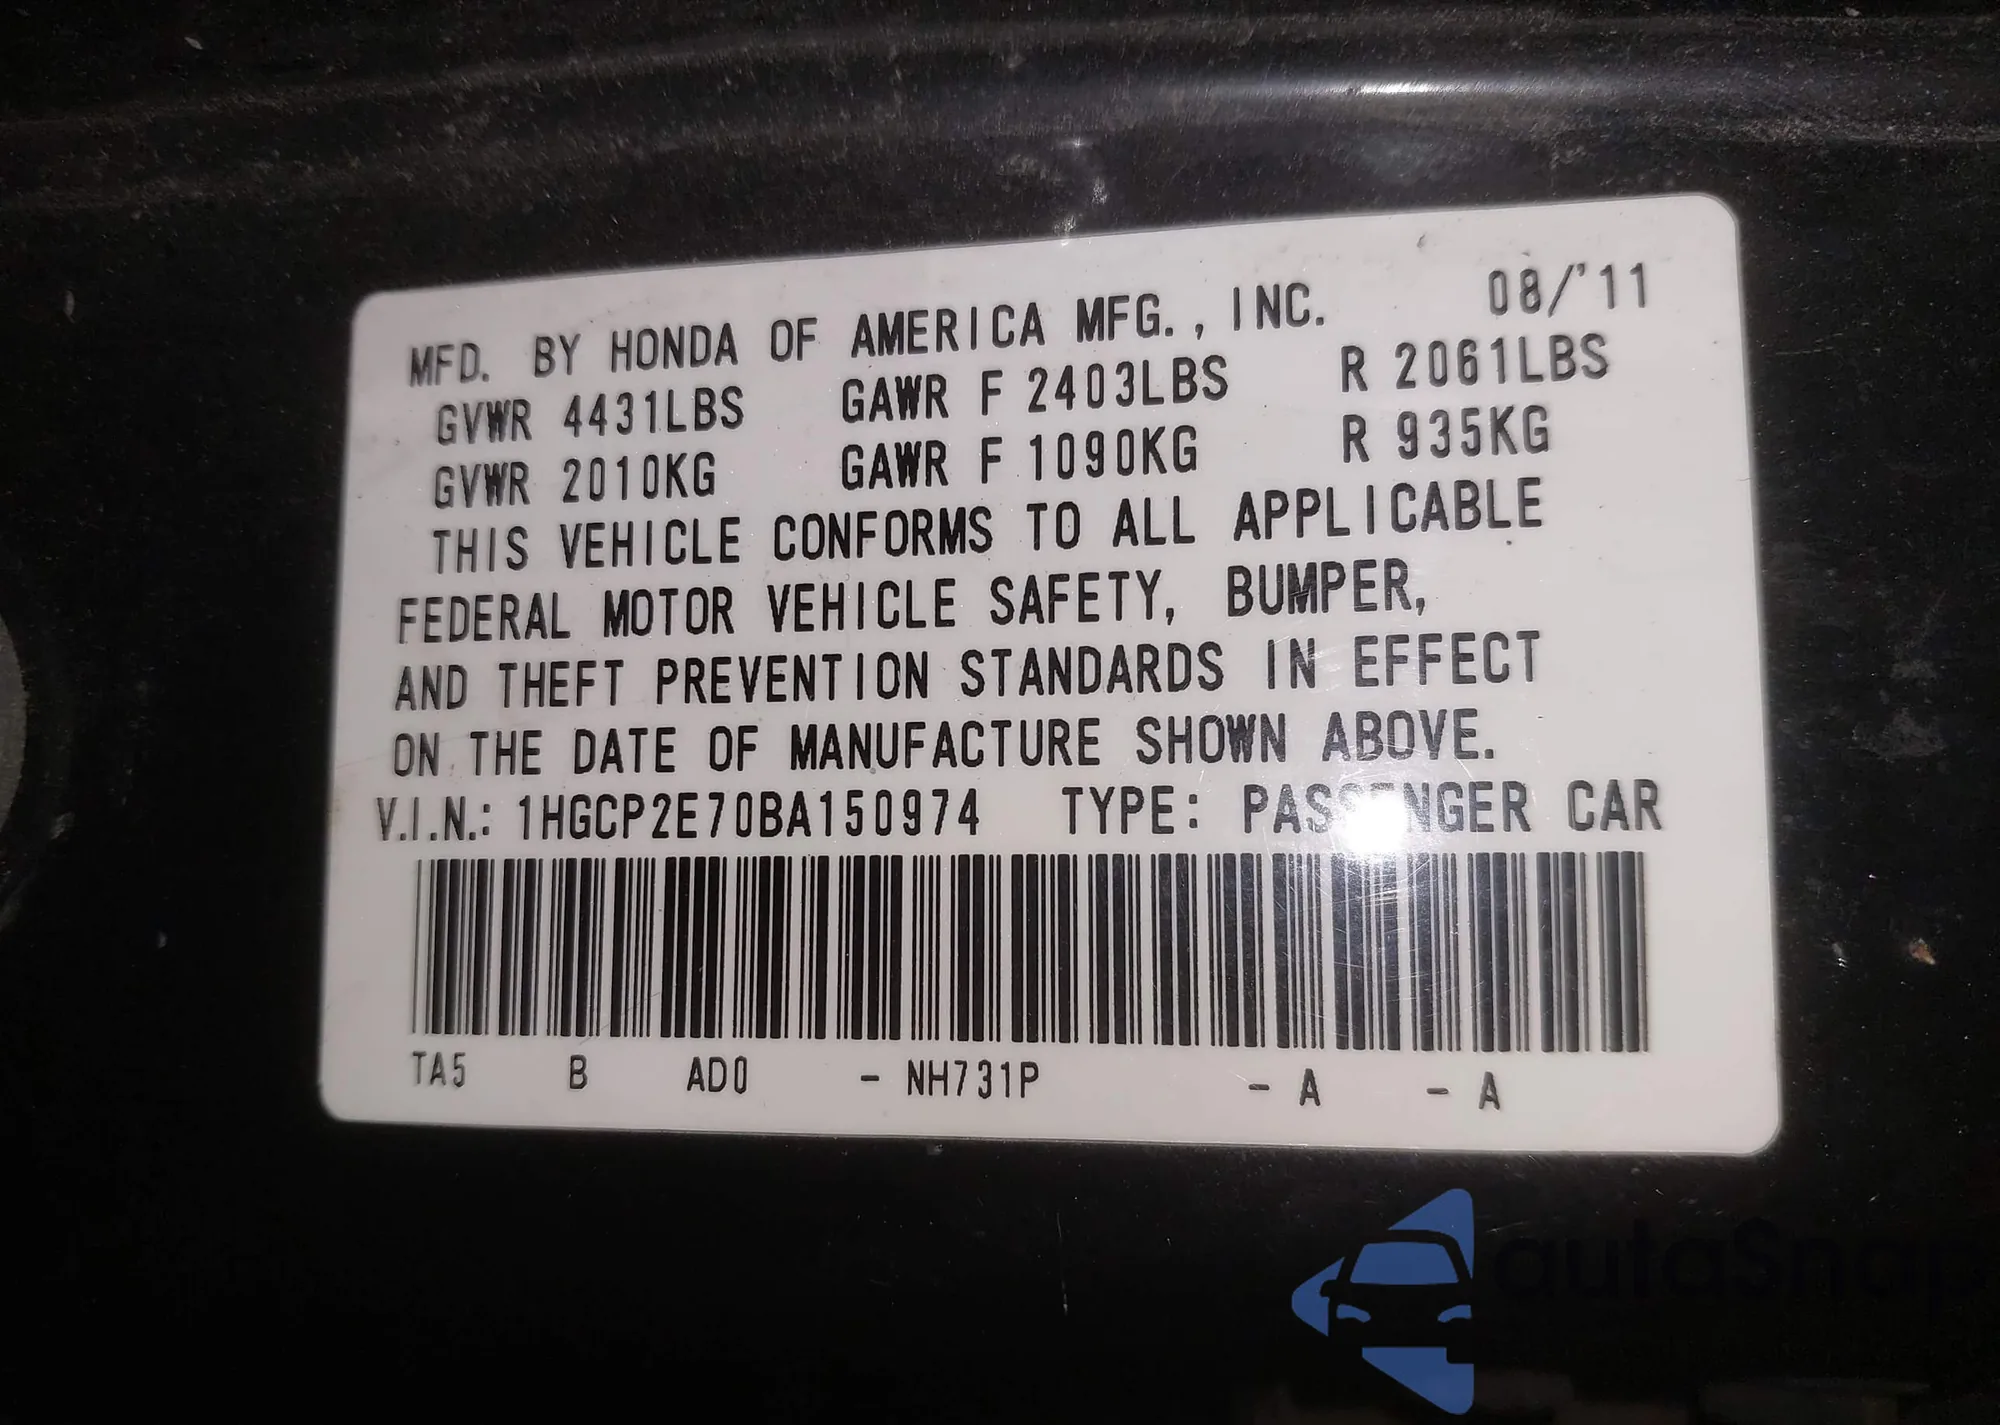 MFD. BY HONDA OF AMERICA MFG., INC. 08/'11
GVWR 4431LBS GAWR F 2403LBS R 2061LBS
GVWR 2010KG GAWR F 1090KG R 935KG
THIS VEHICLE CONFORMS TO ALL APPLICABLE
FEDERAL MOTOR VEHICLE SAFETY, BUMPER,
AND THEFT PREVENTION STANDARDS IN EFFECT
ON THE DATE OF MANUFACTURE SHOWN ABOVE.
V.I.N.: 1HGCP2E70BA150974 TYPE: PASSENGER CAR
TA5 B AD0 - NH731P - A - A
autaSnap